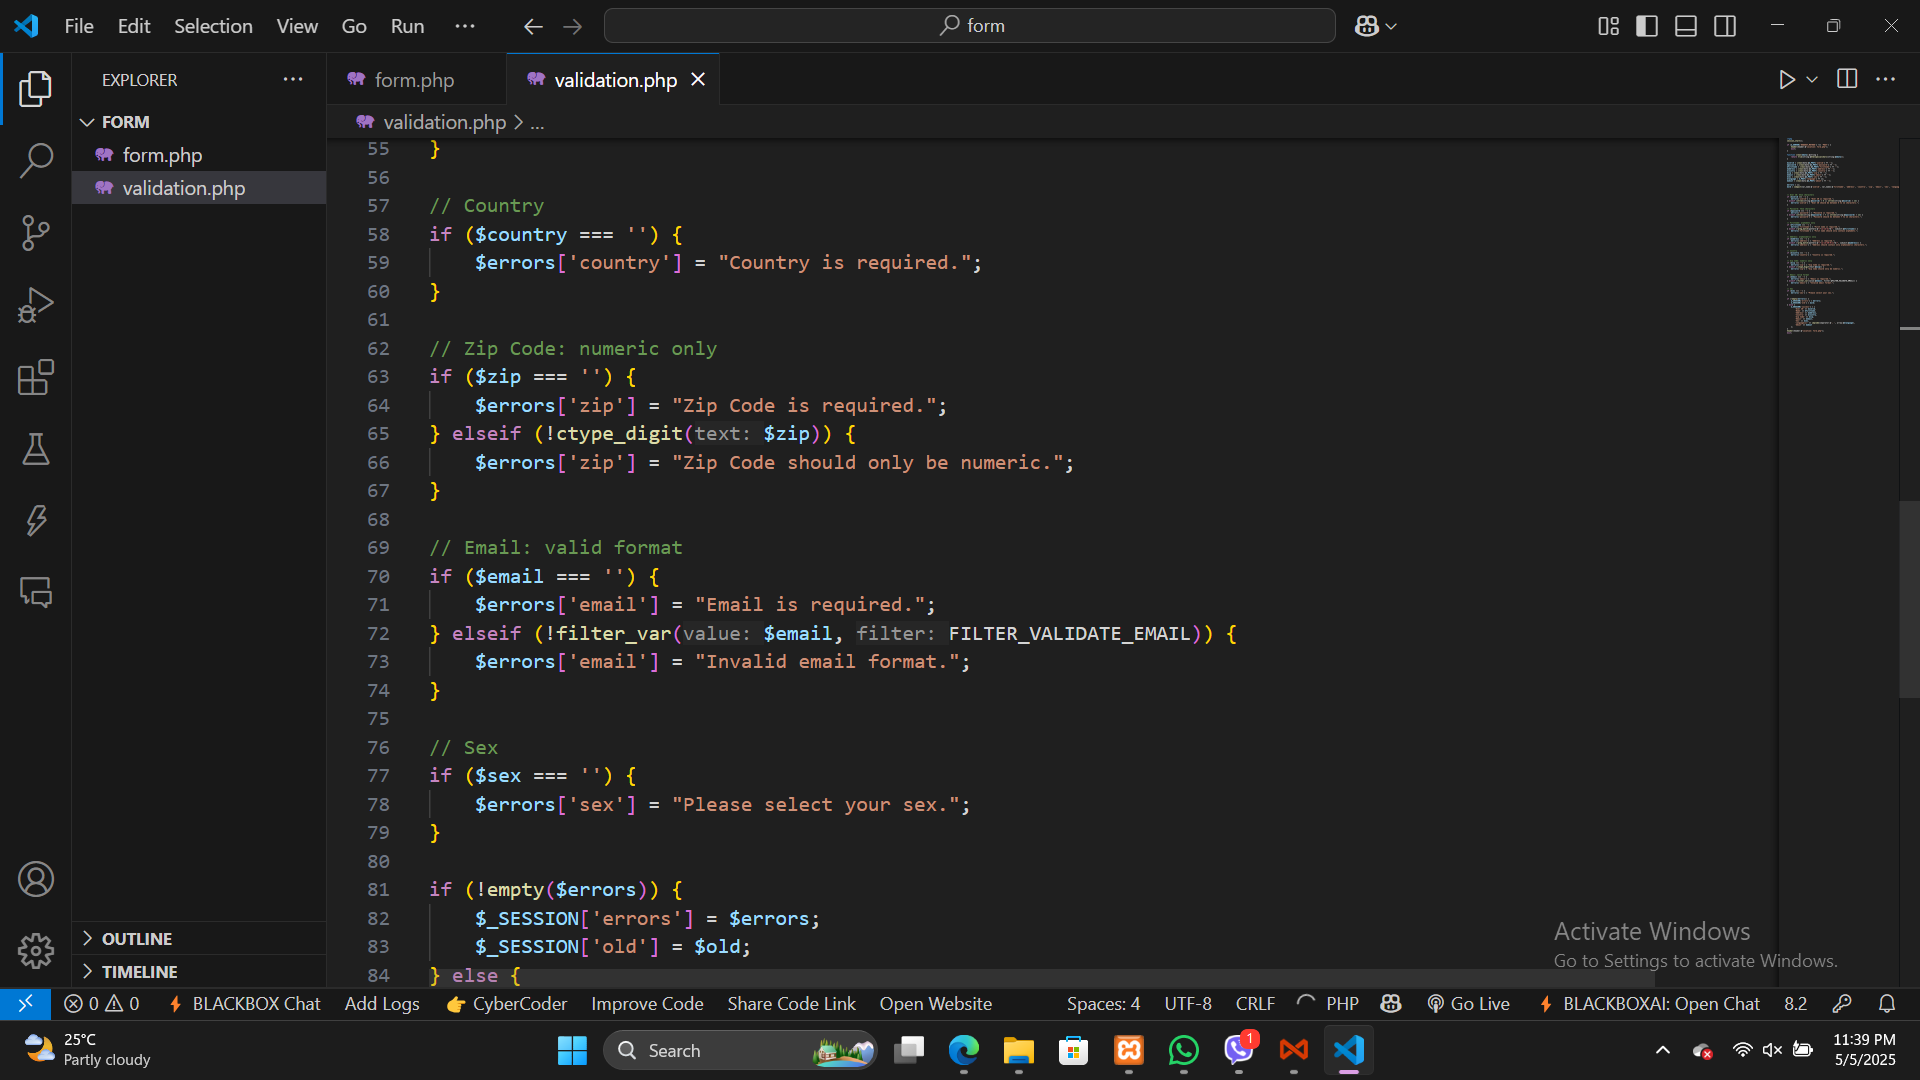 File Edit Selection View Go Run ···
form
EXPLORER ···
form.php
validation.php
FORM
form.php
validation.php
validation.php > ...
55 }
56
57 // Country
58 if ($country === '') {
59 $errors['country'] = "Country is required.";
60 }
61
62 // Zip Code: numeric only
63 if ($zip === '') {
64 $errors['zip'] = "Zip Code is required.";
65 } elseif (!ctype_digit(text: $zip)) {
66 $errors['zip'] = "Zip Code should only be numeric.";
67 }
68
69 // Email: valid format
70 if ($email === '') {
71 $errors['email'] = "Email is required.";
72 } elseif (!filter_var(value: $email, filter: FILTER_VALIDATE_EMAIL)) {
73 $errors['email'] = "Invalid email format.";
74 }
75
76 // Sex
77 if ($sex === '') {
78 $errors['sex'] = "Please select your sex.";
79 }
80
81 if (!empty($errors)) {
82 $_SESSION['errors'] = $errors;
83 $_SESSION['old'] = $old;
84 } else {
OUTLINE
TIMELINE
Activate Windows
Go to Settings to activate Windows.
0 0 BLACKBOX Chat Add Logs CyberCoder Improve Code Share Code Link Open Website Spaces: 4 UTF-8 CRLF PHP Go Live BLACKBOXAI: Open Chat 8.2
25°C
Partly cloudy
Search
1
11:39 PM
5/5/2025